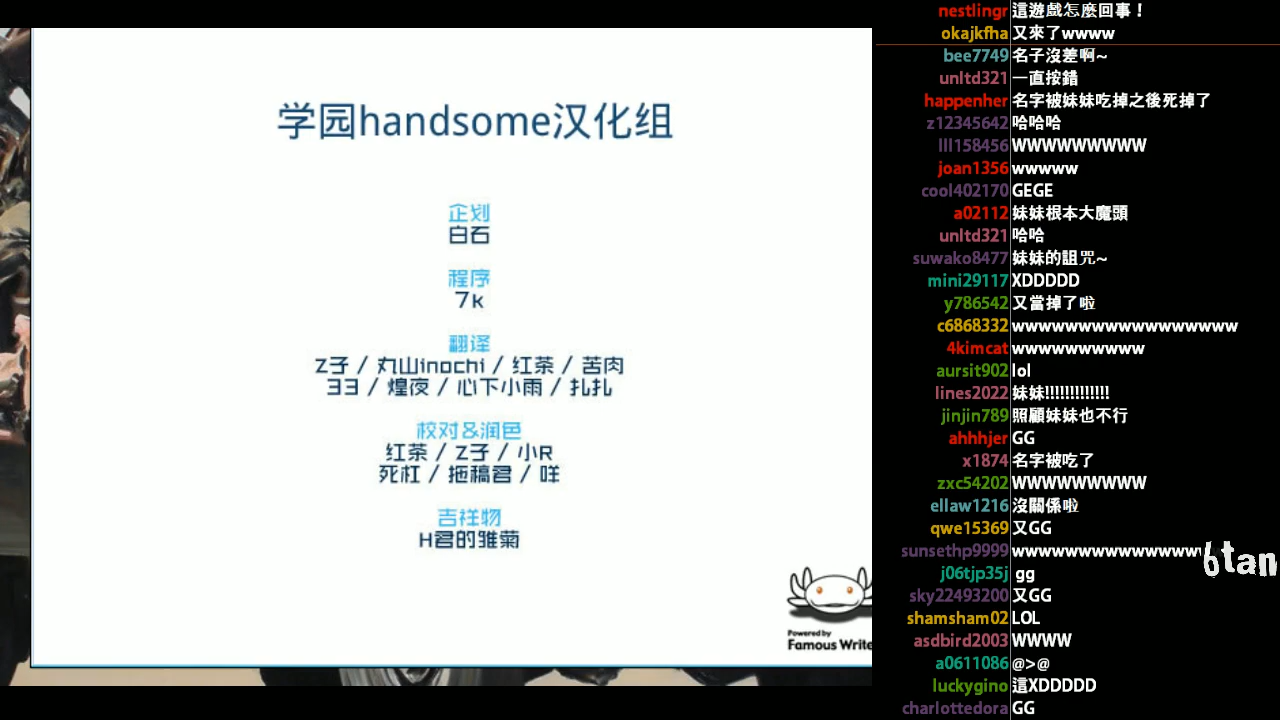 学园handsome汉化组
企划
白石
程序
7k
翻译
Z子 / 丸山inochi / 红茶 / 苦肉
33 / 煌夜 / 心下小雨 / 扎扎
校对&润色
红茶 / Z子 / 小R
死杠 / 拖稿君 / 咩
吉祥物
H君的雏菊
Powered by
Famous Write
nestlingr 這遊戲怎麼回事！
okajkfha 又來了wwww
bee7749 名子沒差啊~
unltd321 一直按錯
happenher 名字被妹妹吃掉之後死掉了
z12345642 哈哈哈
lll158456 WWWWWWWWW
joan1356 wwwww
cool402170 GEGE
a02112 妹妹根本大魔頭
unltd321 哈哈
suwako8477 妹妹的詛咒~
mini29117 XDDDDD
y786542 又當掉了啦
c6868332 wwwwwwwwwwwwwwwww
4kimcat wwwwwwwwww
aursit902 lol
lines2022 妹妹!!!!!!!!!!!!!
jinjin789 照顧妹妹也不行
ahhhjer GG
x1874 名字被吃了
zxc54202 WWWWWWWWW
ellaw1216 沒關係啦
qwe15369 又GG
sunsethp9999 wwwwwwwwwwwwwww
6tan
j06tjp35j gg
sky22493200 又GG
shamsham02 LOL
asdbird2003 WWWW
a0611086 @>@
luckygino 這XDDDDD
charlottedora GG